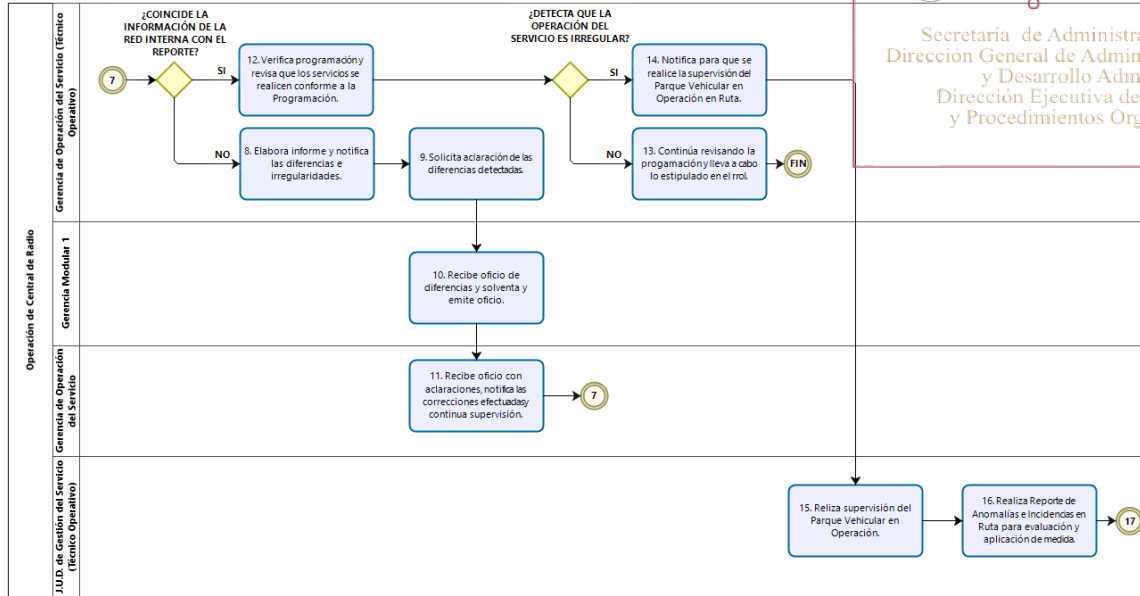 Operación de Central de Radio
Gerencia de Operación del Servicio (Técnico
Operativo)
¿COINCIDE LA
INFORMACIÓN DE LA
RED INTERNA CON EL
REPORTE?
¿DETECTA QUE LA
OPERACIÓN DEL
SERVICIO ES IRREGULAR?
7
SI
12. Verifica programación y
revisa que los servicios se
realicen conforme a la
Programación.
SI
14. Notifica para que se
realice la supervisión del
Parque Vehicular en
Operación en Ruta.
NO
8. Elabora informe y notifica
las diferencias e
irregularidades.
9. Solicita aclaración de las
diferencias detectadas.
NO
13. Continúa revisando la
progamación y lleva a cabo
lo estipulado en el rrol.
FIN
Secretaría de Administra
Dirección General de Admin
y Desarrollo Adm
Dirección Ejecutiva de
y Procedimientos Org
Gerencia Modular 1
10. Recibe oficio de
diferencias y solventa y
emite oficio.
Gerencia de Operación
del Servicio
11. Recibe oficio con
aclaraciones, notifica las
correcciones efectuadasy
continua supervisión.
7
J.U.D. de Gestión del Servicio
(Técnico Operativo)
15. Reliza supervisión del
Parque Vehicular en
Operación.
16. Realiza Reporte de
Anomalías e Incidencias en
Ruta para evaluación y
aplicación de medida.
17